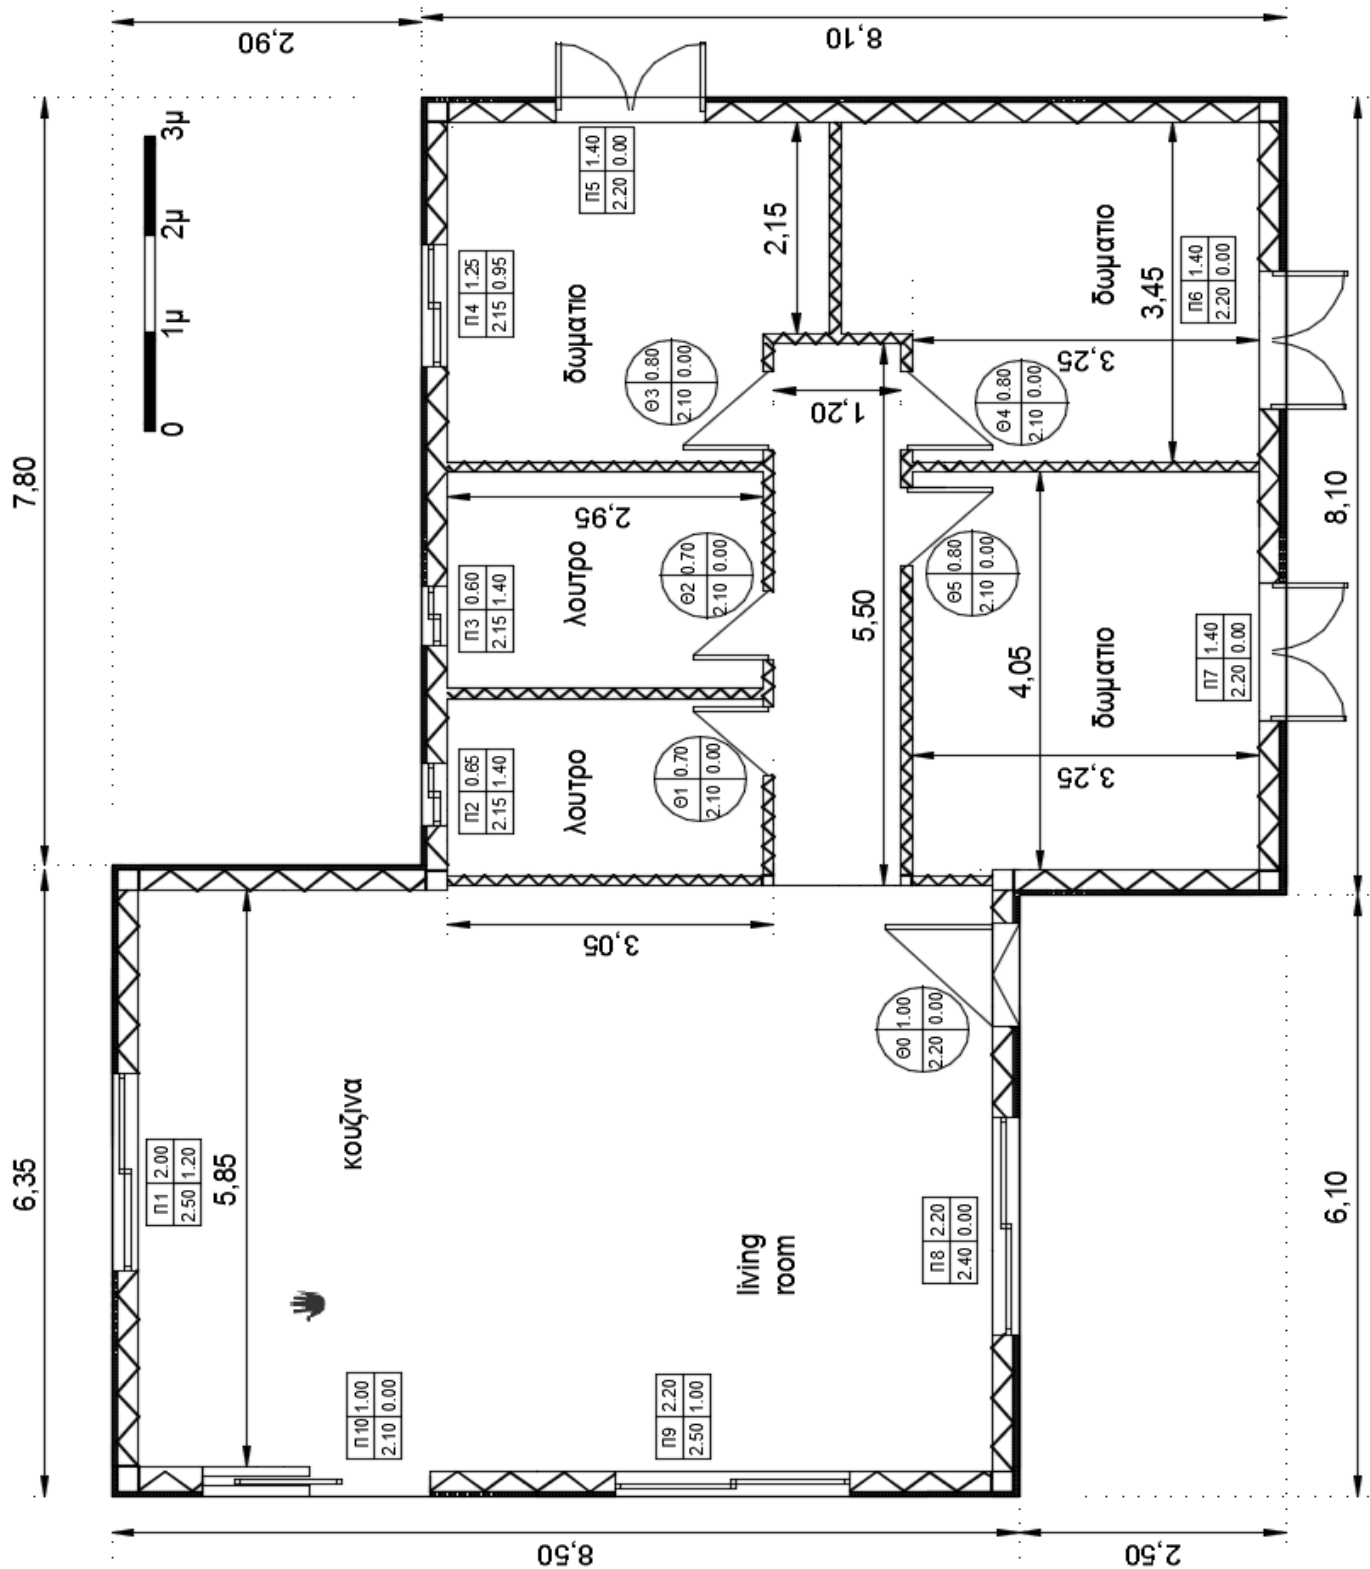 2,90
8,10
7,80
0 1μ 2μ 3μ
Π5 1.40
2.20 0.00
Π4 1.25
2.15 0.95
2,15
δωματιο
δωματιο
3,45
Π6 1.40
2.20 0.00
Θ3 0.80
2.10 0.00
3,25
Θ4 0.80
2.10 0.00
1,20
2,95
λουτρο
Π3 0.60
2.15 1.40
Θ2 0.70
2.10 0.00
Θ5 0.80
2.10 0.00
8,10
5,50
4,05
δωματιο
Π7 1.40
2.20 0.00
Π2 0.65
2.15 1.40
λουτρο
Θ1 0.70
2.10 0.00
3,25
3,05
6,35
Θ0 1.00
2.20 0.00
κουζινα
Π1 2.00
2.50 1.20
5,85
living
room
Π8 2.20
2.40 0.00
6,10
Π10 1.00
2.10 0.00
Π9 2.20
2.50 1.00
8,50
2,50